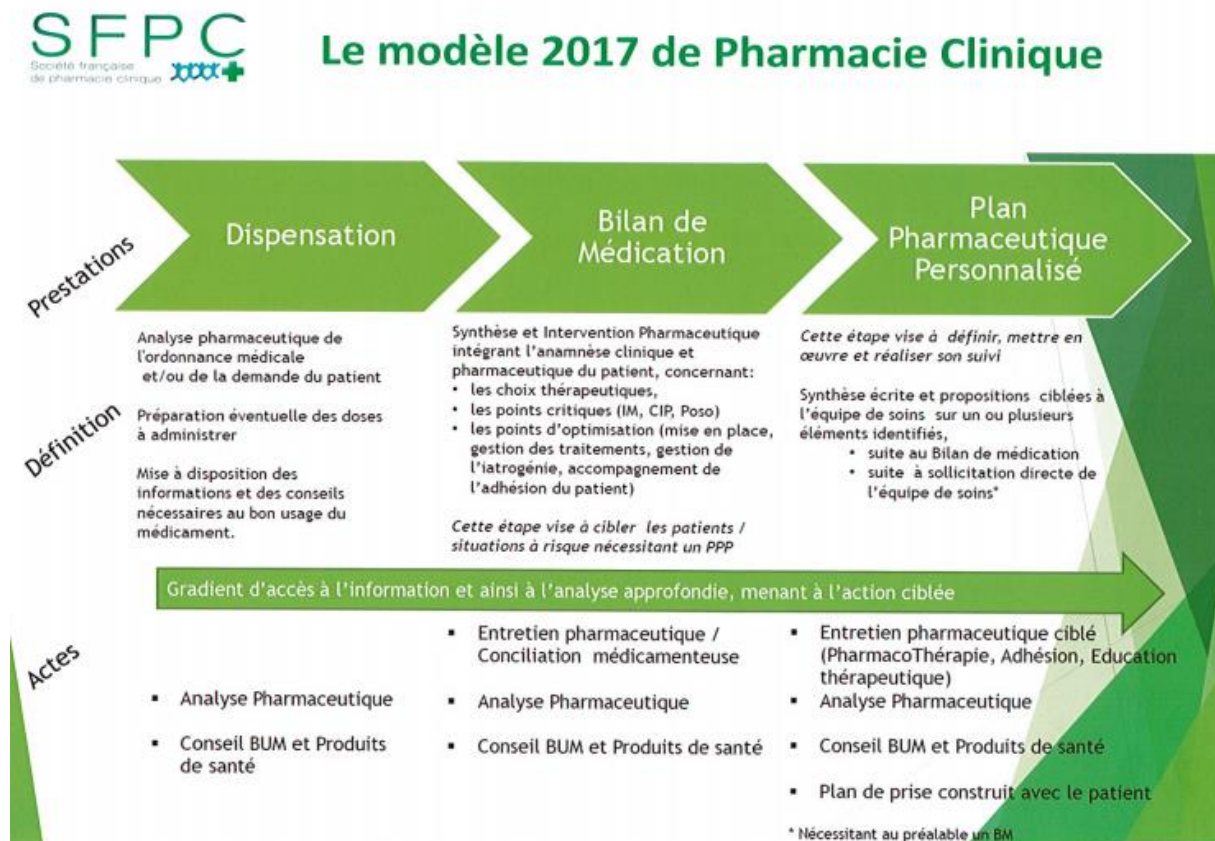 SFPC
Société française
de pharmacie clinique
Le modèle 2017 de Pharmacie Clinique
Prestations
Dispensation
Bilan de
Médication
Plan
Pharmaceutique
Personnalisé
Définition
Analyse pharmaceutique de
l'ordonnance médicale
et/ou de la demande du patient
Préparation éventuelle des doses
à administrer
Mise à disposition des
informations et des conseils
nécessaires au bon usage du
médicament.
Synthèse et Intervention Pharmaceutique
intégrant l'anamnèse clinique et
pharmaceutique du patient, concernant:
• les choix thérapeutiques,
• les points critiques (IM, CIP, Poso)
• les points d'optimisation (mise en place,
gestion des traitements, gestion de
l'iatrogénie, accompagnement de
l'adhésion du patient)
Cette étape vise à cibler les patients /
situations à risque nécessitant un PPP
Cette étape vise à définir, mettre en
œuvre et réaliser son suivi
Synthèse écrite et propositions ciblées à
l'équipe de soins sur un ou plusieurs
éléments identifiés,
• suite au Bilan de médication
• suite à sollicitation directe de
l'équipe de soins*
Gradient d'accès à l'information et ainsi à l'analyse approfondie, menant à l'action ciblée
Actes
▪ Analyse Pharmaceutique
▪ Conseil BUM et Produits
de santé
▪ Entretien pharmaceutique /
Conciliation médicamenteuse
▪ Analyse Pharmaceutique
▪ Conseil BUM et Produits de santé
▪ Entretien pharmaceutique ciblé
(PharmacoThérapie, Adhésion, Education
thérapeutique)
▪ Analyse Pharmaceutique
▪ Conseil BUM et Produits de santé
▪ Plan de prise construit avec le patient
* Nécessitant au préalable un BM